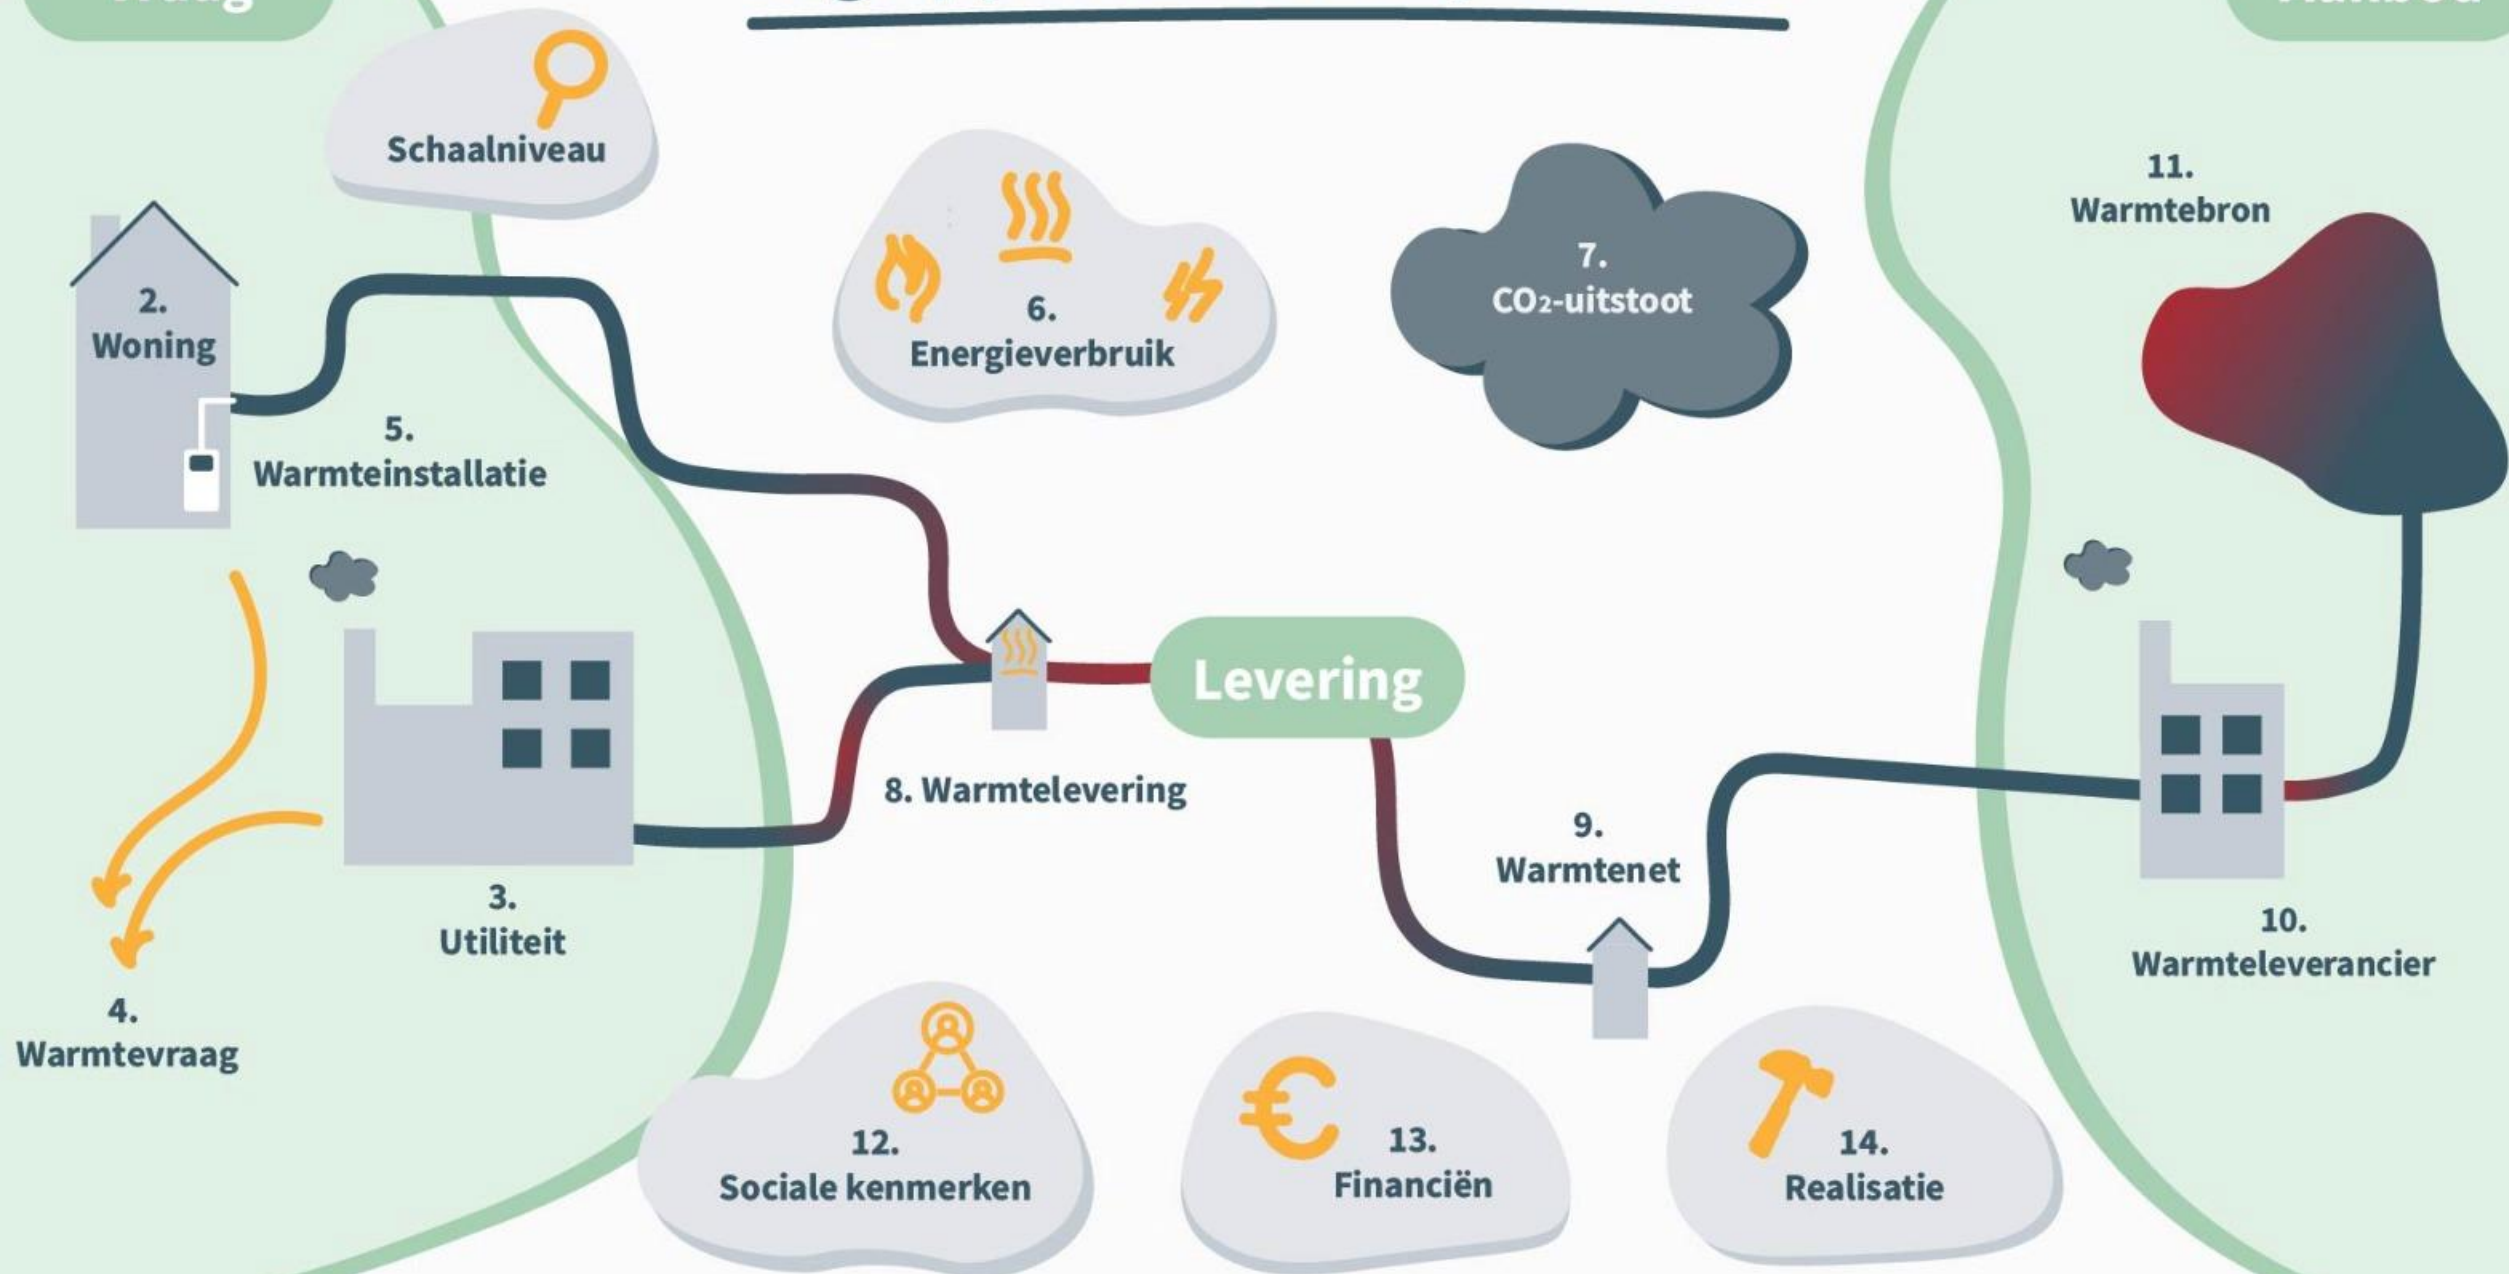 Schaalniveau
2.
Woning
5.
Warmteinstallatie
6.
Energieverbruik
7.
CO2-uitstoot
11.
Warmtebron
Levering
8. Warmtelevering
9.
Warmtenet
3.
Utiliteit
10.
Warmteleverancier
4.
Warmtevraag
12.
Sociale kenmerken
13.
Financiën
14.
Realisatie